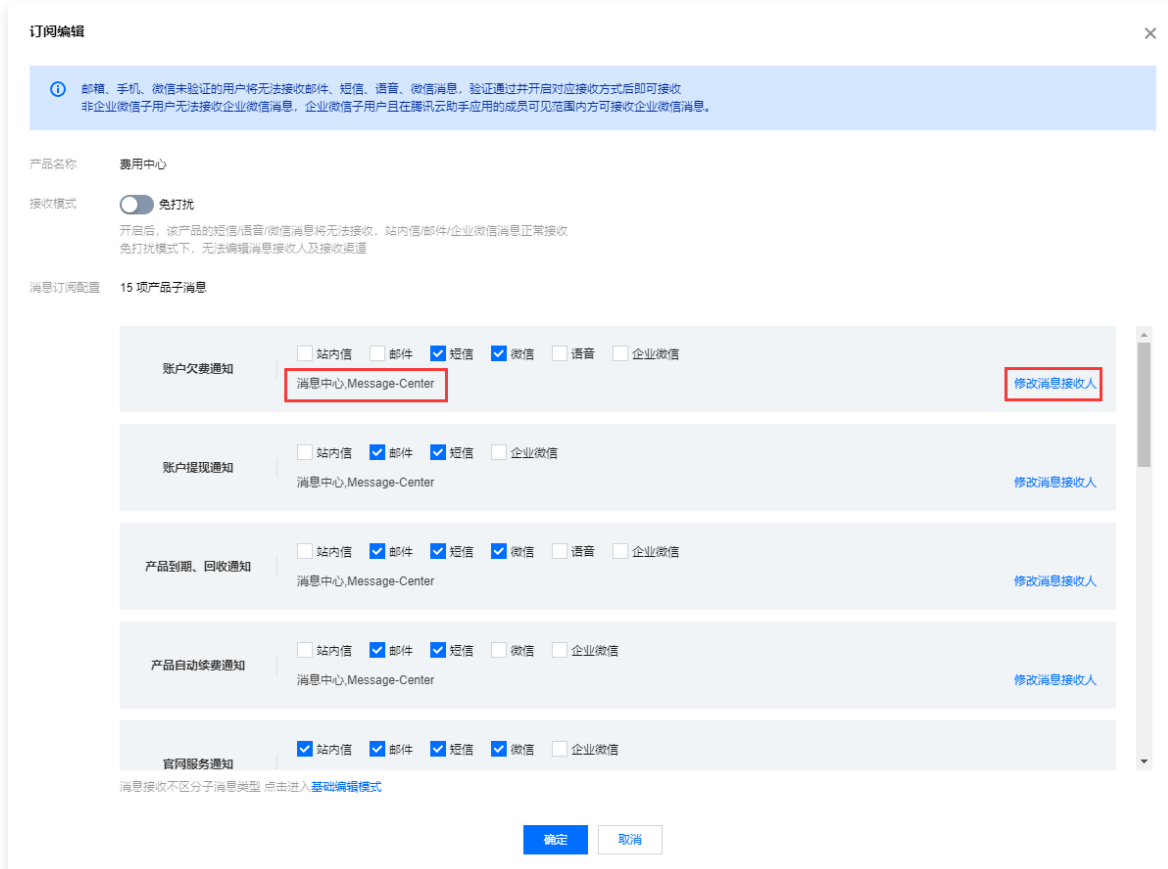 订阅编辑
邮箱、手机、微信未验证的用户将无法接收邮件、短信、语音、微信消息，验证通过并开启对应接收方式后即可接收
非企业微信子用户无法接收企业微信消息，企业微信子用户且在腾讯云助手应用的成员可见范围内方可接收企业微信消息。
产品名称 费用中心
接收模式 免打扰
开启后，该产品的短信/语音/微信消息将无法接收，站内信/邮件/企业微信消息正常接收
免打扰模式下，无法编辑消息接收人及接收渠道
消息订阅配置 15 项产品子消息
站内信 邮件 短信 微信 语音 企业微信
账户欠费通知
消息中心,Message-Center 修改消息接收人
站内信 邮件 短信 企业微信
账户提现通知
消息中心,Message-Center 修改消息接收人
站内信 邮件 短信 微信 语音 企业微信
产品到期、回收通知
消息中心,Message-Center 修改消息接收人
站内信 邮件 短信 微信 企业微信
产品自动续费通知
消息中心,Message-Center 修改消息接收人
站内信 邮件 短信 微信 企业微信
官网服务通知
消息接收不区分子消息类型 点击进入基础编辑模式
确定 取消